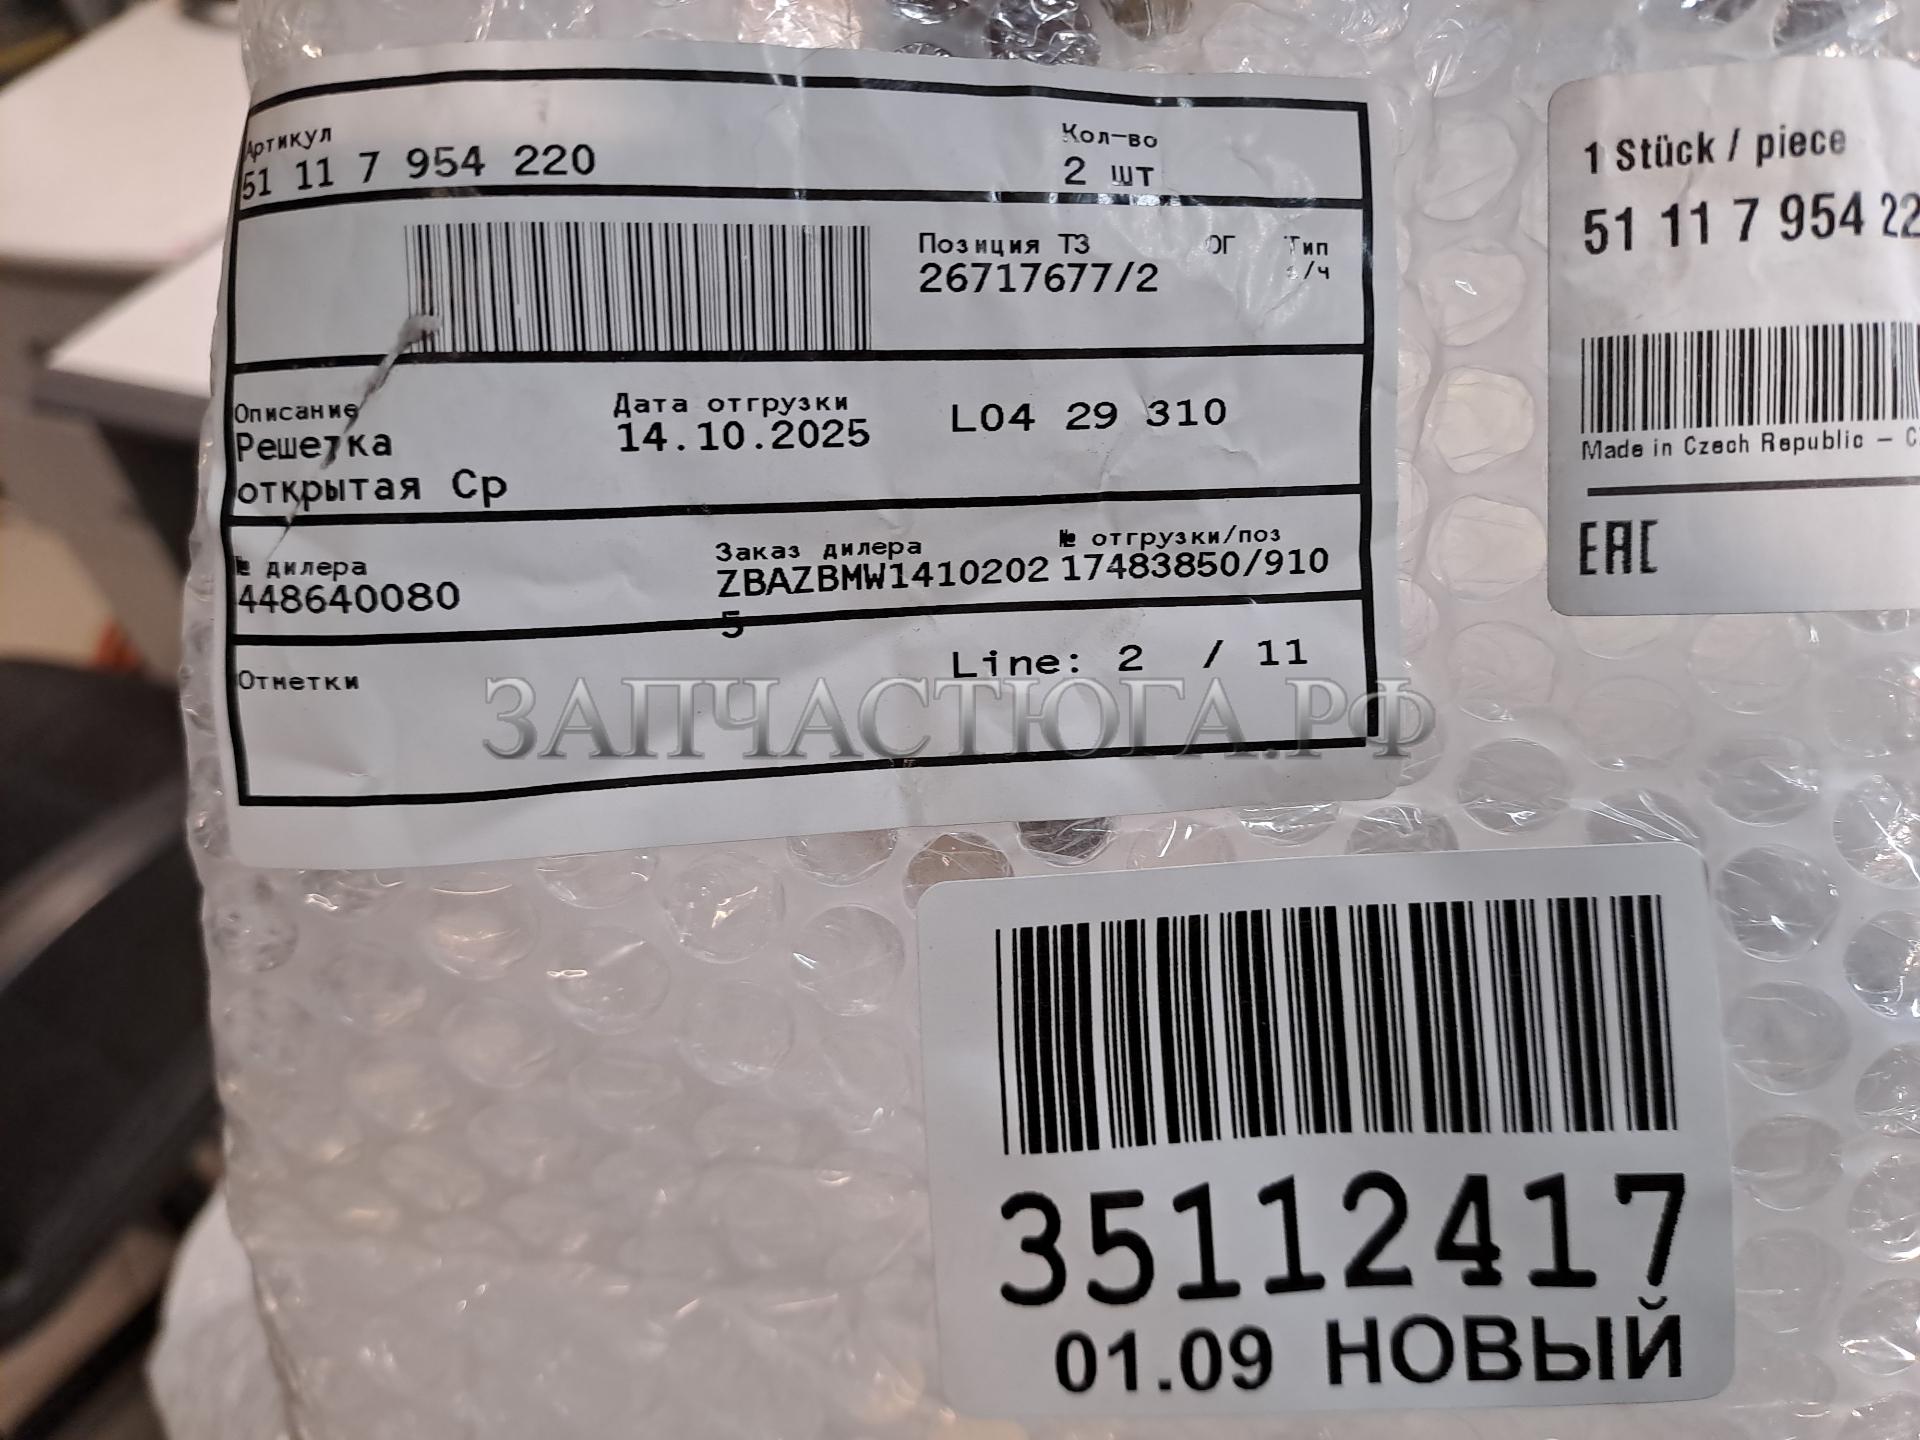 Артикул
51 11 7 954 220
Кол-во
2 шт
Позиция ТЗ
26717677/2
ОГ
Тип
/ч
Описание
Решетка
открытая Ср
Дата отгрузки
14.10.2025
L04 29 310
№ дилера
448640080
Заказ дилера
ZBAZBMW1410202
5
№ отгрузки/поз
17483850/910
Отметки
Line: 2 / 11
ЗАПЧАСТЮГА.РФ
1 Stück / piece
51 11 7 954 22
Made in Czech Republic – C
EAC
35112417
01.09 НОВЫЙ